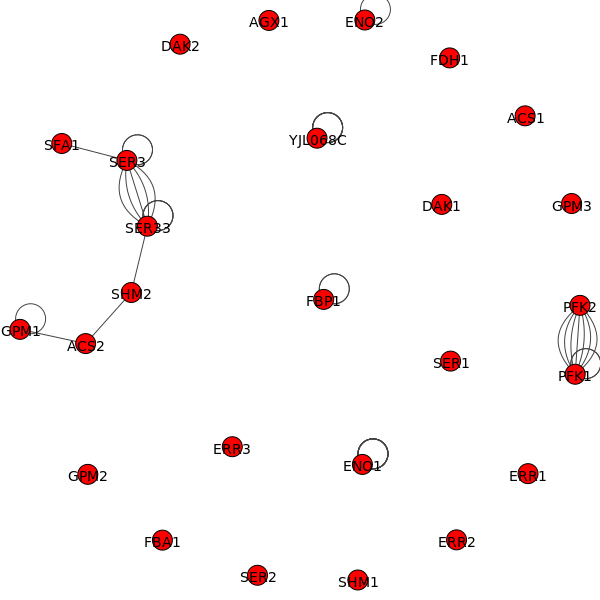 AGX1
ENO2
DAK2
FDH1
ACS1
YJL068C
SFA1
SER3
DAK1
GPM3
SER33
SHM2
FBP1
PFK2
GPM1
ACS2
SER1
PFK1
ERR3
ENO1
GPM2
ERR1
FBA1
ERR2
SER2
SHM1